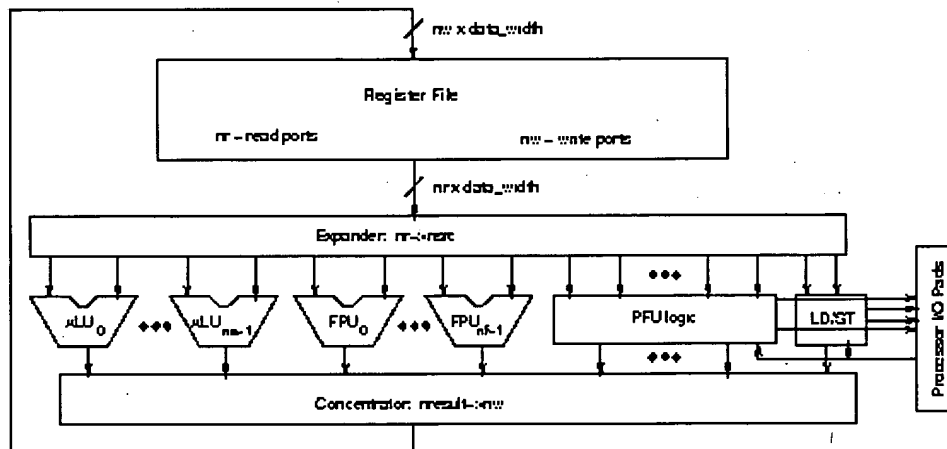 nw x data_width
Register File
nr – read ports
nw – write ports
nr x data_width
Expander: nr->nsrc
ALU0
ALUna-1
FPU0
FPUnf-1
PFU logic
LD/ST
Processor I/O Pads
Concentrator: nresult->nw